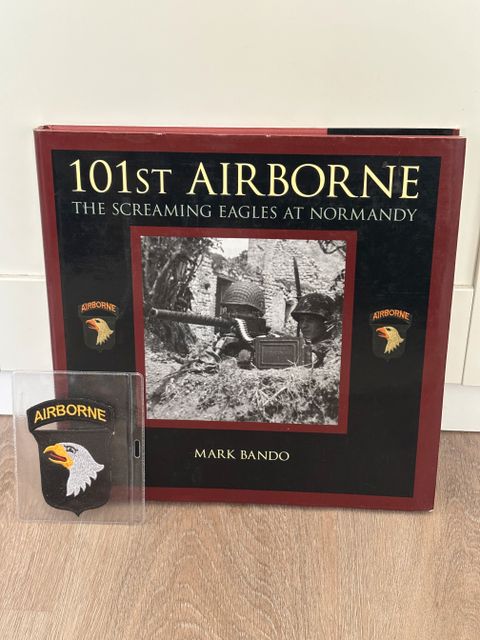 101ST AIRBORNE
THE SCREAMING EAGLES AT NORMANDY
AIRBORNE
AIRBORNE
MARK BANDO
AIRBORNE